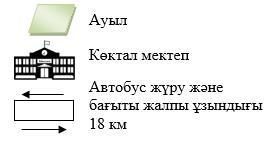 Ауыл
Көктал мектеп
Автобус жүру және
бағыты жалпы ұзындығы
18 км